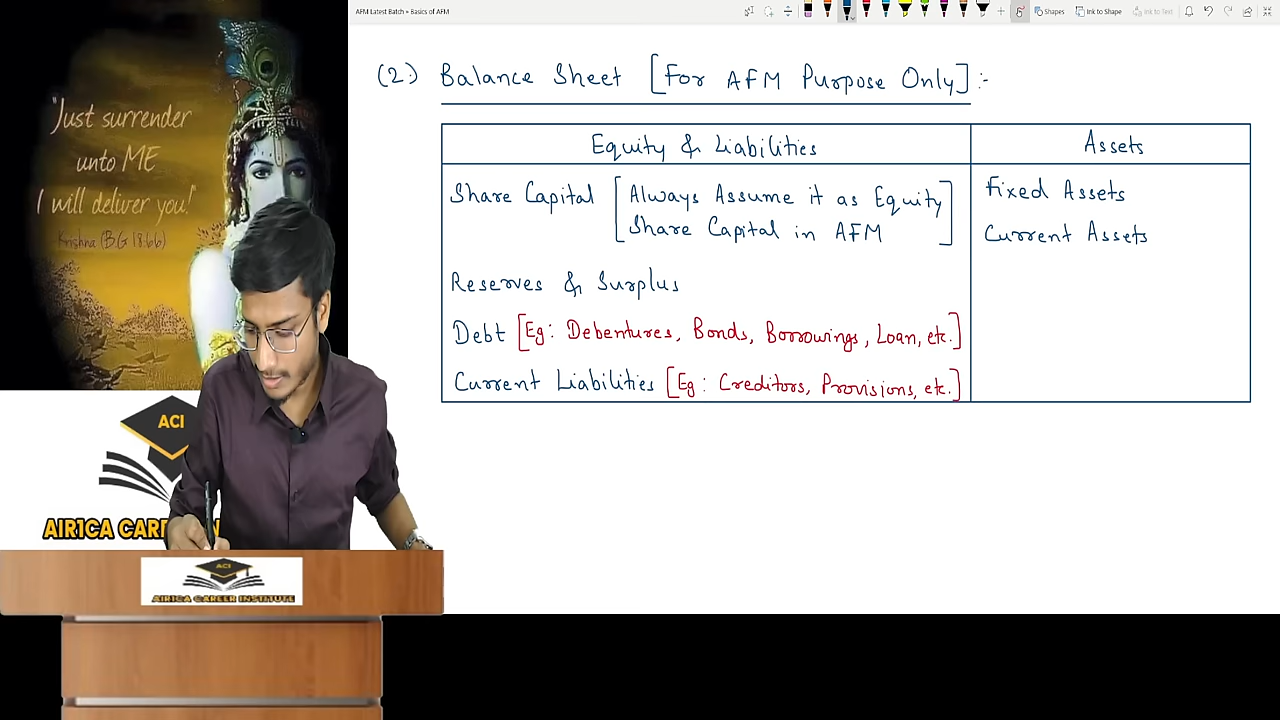 AFM Latest Batch » Basics of AFM
Shapes
Ink to Shape
Ink to Text
"Just surrender
unto ME
I will deliver you!"
- Krishna (BG 18:66)
(2.) Balance Sheet [For AFM Purpose Only] :-
Equity & Liabilities
Assets
Share Capital [Always Assume it as Equity
Share Capital in AFM]
Reserves & Surplus
Debt [Eg: Debentures, Bonds, Borrowings, Loan, etc.]
Current Liabilities [Eg: Creditors, Provisions, etc.]
Fixed Assets
Current Assets
ACI
AIR1CA
ACI
AIR1CA CAREER INSTITUTE